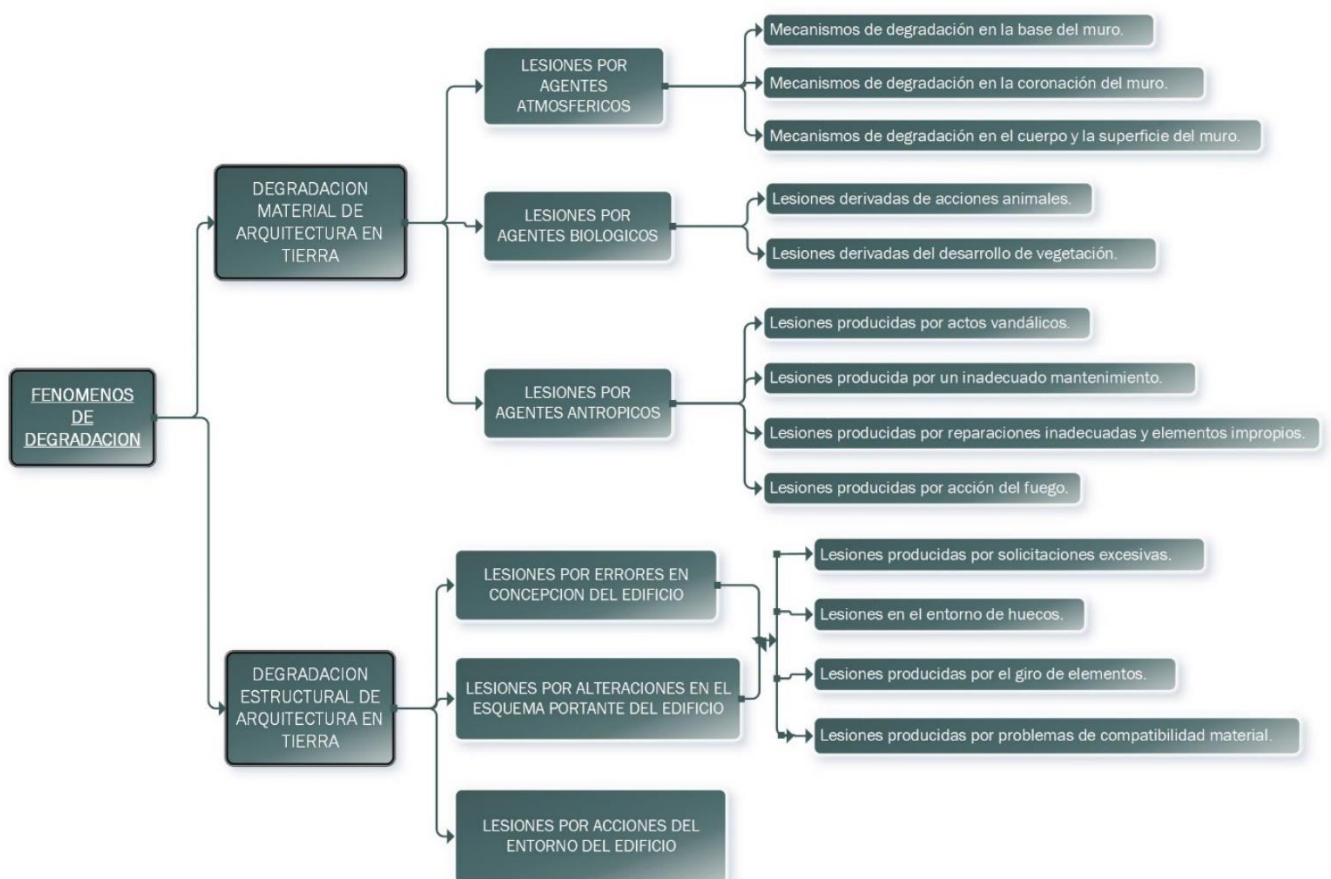 FENOMENOS
DE
DEGRADACION
DEGRADACION
MATERIAL DE
ARQUITECTURA EN
TIERRA
LESIONES POR
AGENTES
ATMOSFERICOS
Mecanismos de degradación en la base del muro.
Mecanismos de degradación en la coronación del muro.
Mecanismos de degradación en el cuerpo y la superficie del muro.
LESIONES POR
AGENTES BIOLOGICOS
Lesiones derivadas de acciones animales.
Lesiones derivadas del desarrollo de vegetación.
LESIONES POR
AGENTES ANTROPICOS
Lesiones producidas por actos vandálicos.
Lesiones producida por un inadecuado mantenimiento.
Lesiones producidas por reparaciones inadecuadas y elementos impropios.
Lesiones producidas por acción del fuego.
DEGRADACION
ESTRUCTURAL DE
ARQUITECTURA EN
TIERRA
LESIONES POR ERRORES EN
CONCEPCION DEL EDIFICIO
LESIONES POR ALTERACIONES EN EL
ESQUEMA PORTANTE DEL EDIFICIO
LESIONES POR ACCIONES DEL
ENTORNO DEL EDIFICIO
Lesiones producidas por solicitaciones excesivas.
Lesiones en el entorno de huecos.
Lesiones producidas por el giro de elementos.
Lesiones producidas por problemas de compatibilidad material.